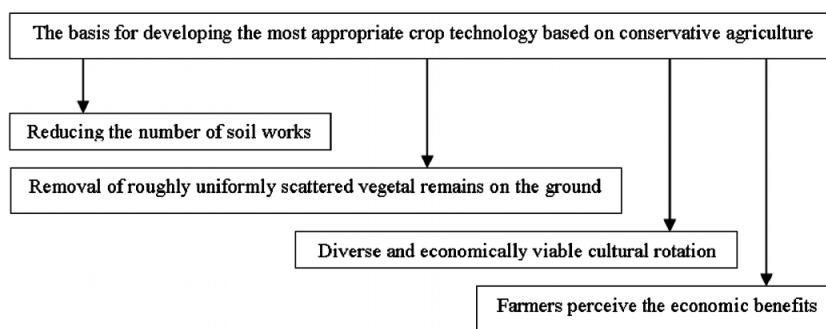 The basis for developing the most appropriate crop technology based on conservative agriculture
Reducing the number of soil works
Removal of roughly uniformly scattered vegetal remains on the ground
Diverse and economically viable cultural rotation
Farmers perceive the economic benefits